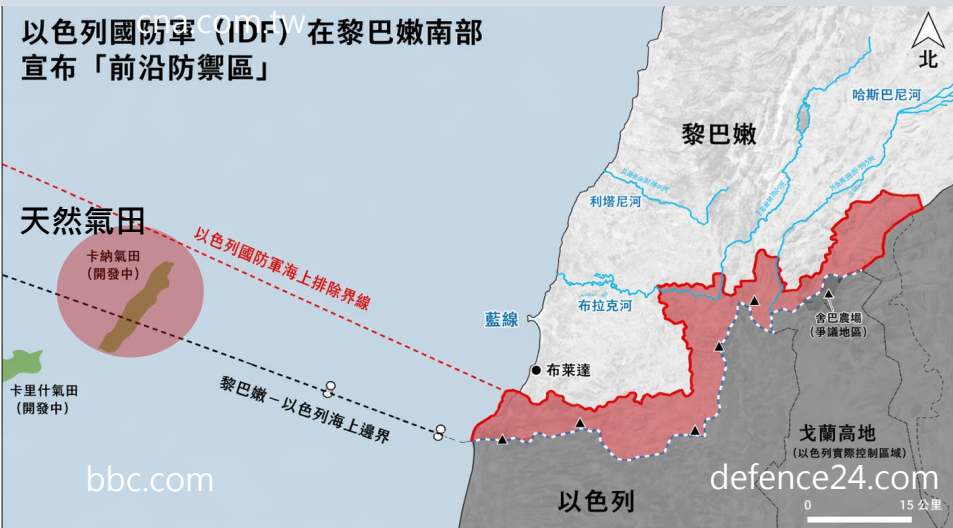 cna.com.tw
以色列國防軍（IDF）在黎巴嫩南部
宣布「前沿防禦區」
北
哈斯巴尼河
黎巴嫩
利塔尼河
天然氣田
卡納氣田
（開發中）
以色列國防軍海上排除界線
布拉克河
藍線
舍巴農場
（爭議地區）
布萊達
卡里什氣田
（開發中）
黎巴嫩－以色列海上邊界
戈蘭高地
（以色列實際控制區域）
bbc.com
defence24.com
以色列
0
15 公里